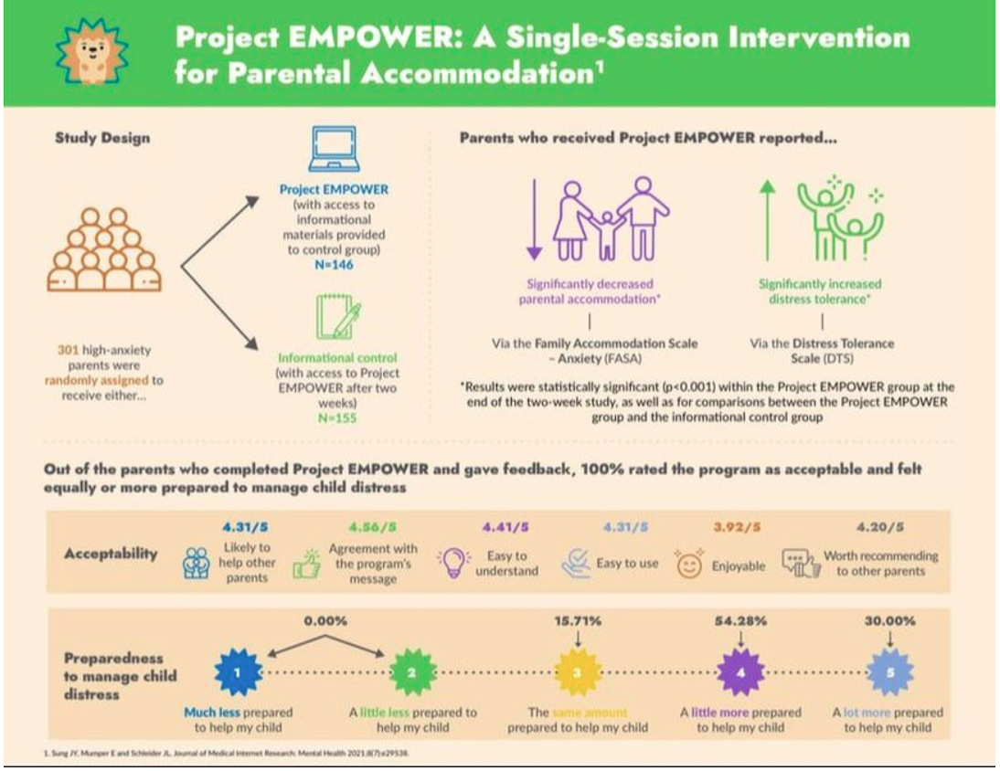 Project EMPOWER: A Single-Session Intervention
for Parental Accommodation¹
Study Design
301 high-anxiety
parents were
randomly assigned to
receive either...
Project EMPOWER
(with access to
informational
materials provided
to control group)
N=146
Informational control
(with access to Project
EMPOWER after two
weeks)
N=155
Parents who received Project EMPOWER reported...
Significantly decreased
parental accommodation*
Via the Family Accommodation Scale
– Anxiety (FASA)
Significantly increased
distress tolerance*
Via the Distress Tolerance
Scale (DTS)
*Results were statistically significant (p<0.001) within the Project EMPOWER group at the
end of the two-week study, as well as for comparisons between the Project EMPOWER
group and the informational control group
Out of the parents who completed Project EMPOWER and gave feedback, 100% rated the program as acceptable and felt
equally or more prepared to manage child distress
Acceptability
4.31/5
Likely to
help other
parents
4.56/5
Agreement with
the program's
message
4.41/5
Easy to
understand
4.31/5
Easy to use
3.92/5
Enjoyable
4.20/5
Worth recommending
to other parents
Preparedness
to manage child
distress
0.00%
15.71%
54.28%
30.00%
1
2
3
4
5
Much less prepared
to help my child
A little less prepared to
help my child
The same amount
prepared to help my child
A little more prepared
to help my child
A lot more prepared
to help my child
1. Sung JY, Mumper E and Schleider JL. Journal of Medical Internet Research: Mental Health 2021;8(7):e29538.